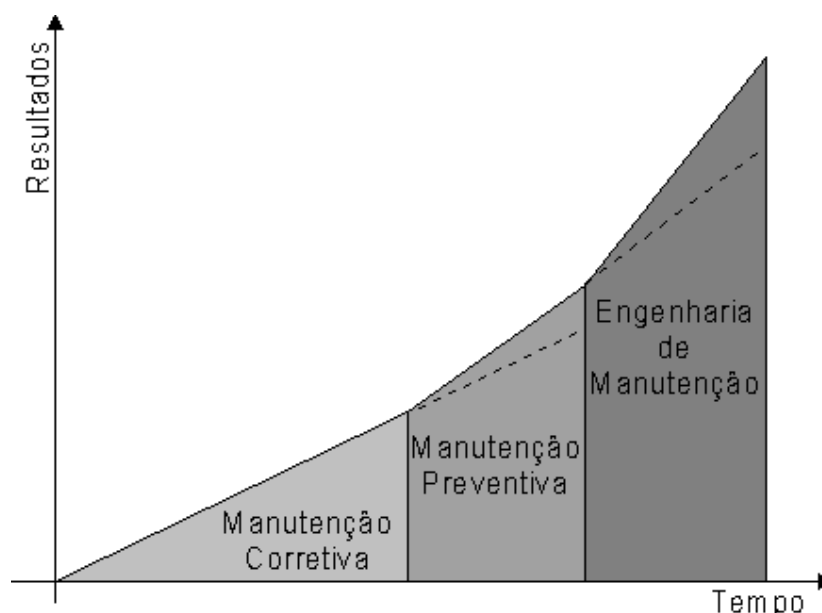 Resultados
Engenharia
de
Manutenção
Manutenção
Preventiva
Manutenção
Corretiva
Tempo